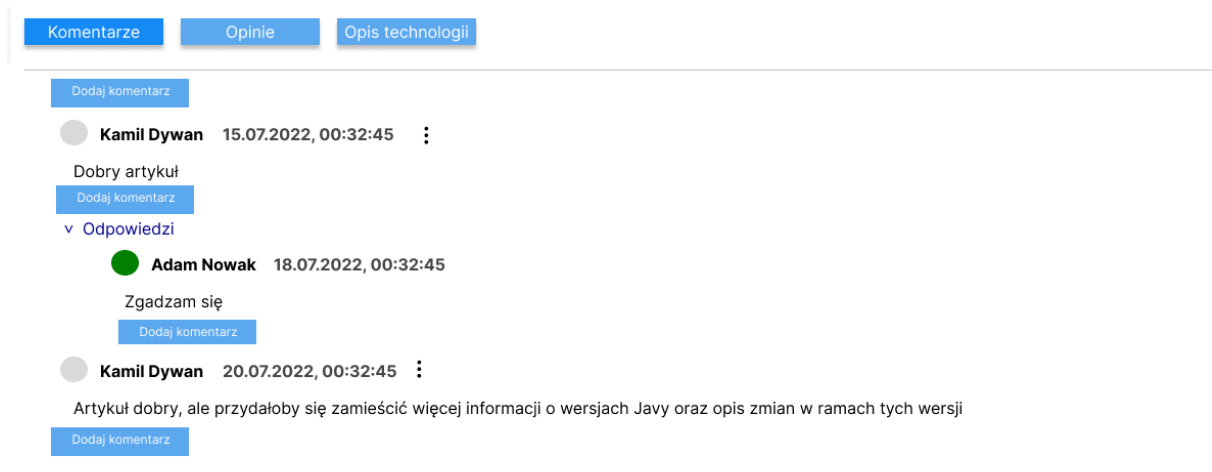 Komentarze Opinie Opis technologii
Dodaj komentarz
Kamil Dywan 15.07.2022, 00:32:45
Dobry artykuł
Dodaj komentarz
v Odpowiedzi
Adam Nowak 18.07.2022, 00:32:45
Zgadzam się
Dodaj komentarz
Kamil Dywan 20.07.2022, 00:32:45
Artykuł dobry, ale przydałoby się zamieścić więcej informacji o wersjach Javy oraz opis zmian w ramach tych wersji
Dodaj komentarz